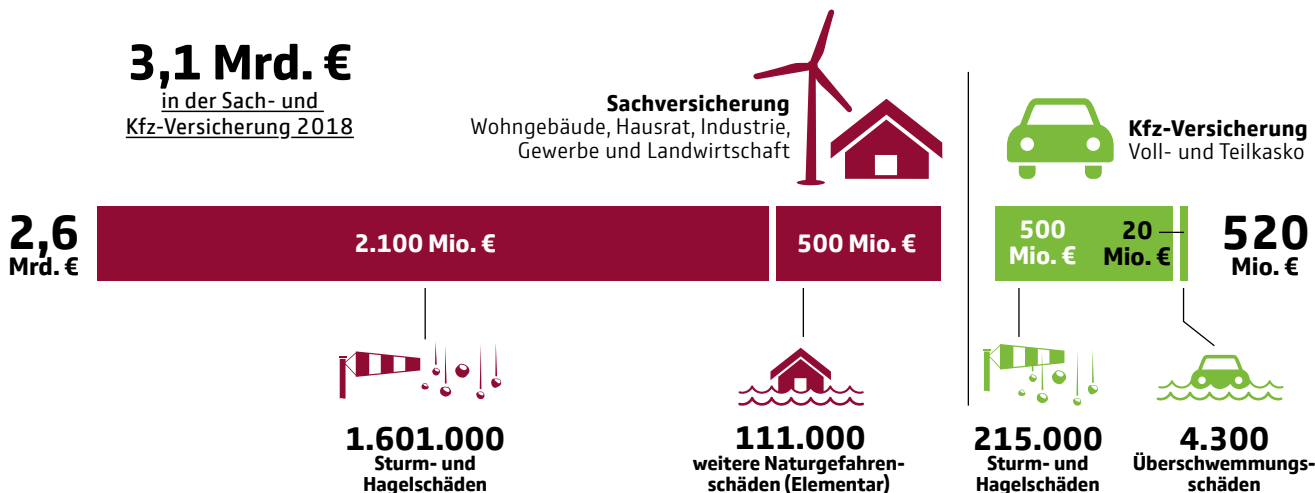 3,1 Mrd. €
in der Sach- und
Kfz-Versicherung 2018
Sachversicherung
Wohngebäude, Hausrat, Industrie,
Gewerbe und Landwirtschaft
Kfz-Versicherung
Voll- und Teilkasko
2,6
Mrd. €
2.100 Mio. €
500 Mio. €
500
Mio. €
20
Mio. €
520
Mio. €
1.601.000
Sturm- und
Hagelschäden
111.000
weitere Naturgefahren-
schäden (Elementar)
215.000
Sturm- und
Hagelschäden
4.300
Überschwemmungs-
schäden